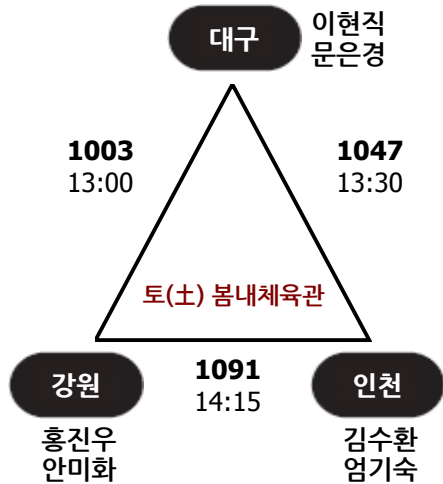 대구
이현직
문은경
1003
13:00
1047
13:30
토(土) 봄내체육관
강원
1091
14:15
인천
홍진우
안미화
김수환
엄기숙